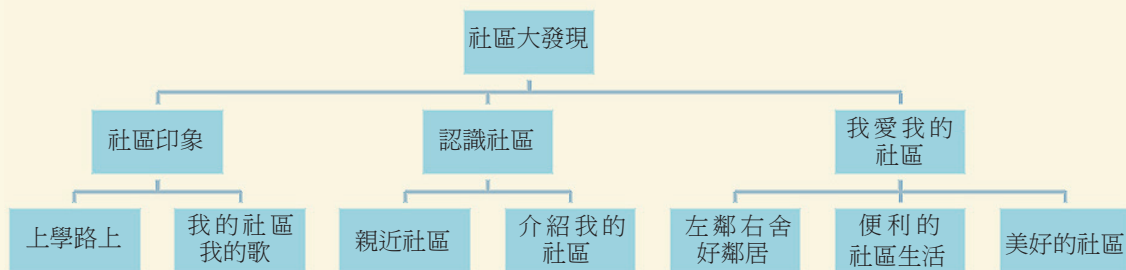 社區大發現
社區印象
認識社區
我愛我的
社區
上學路上
我的社區
我的歌
親近社區
介紹我的
社區
左鄰右舍
好鄰居
便利的
社區生活
美好的社區